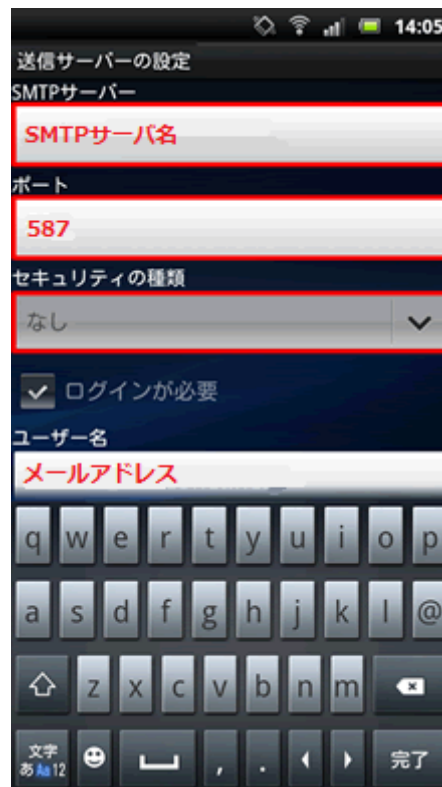 14:05
送信サーバーの設定
SMTPサーバー
SMTPサーバ名
ポート
587
セキュリティの種類
なし
ログインが必要
ユーザー名
メールアドレス
q w e r t y u i o p
a s d f g h j k l @
z x c v b n m
文字
あAa12 , . 完了